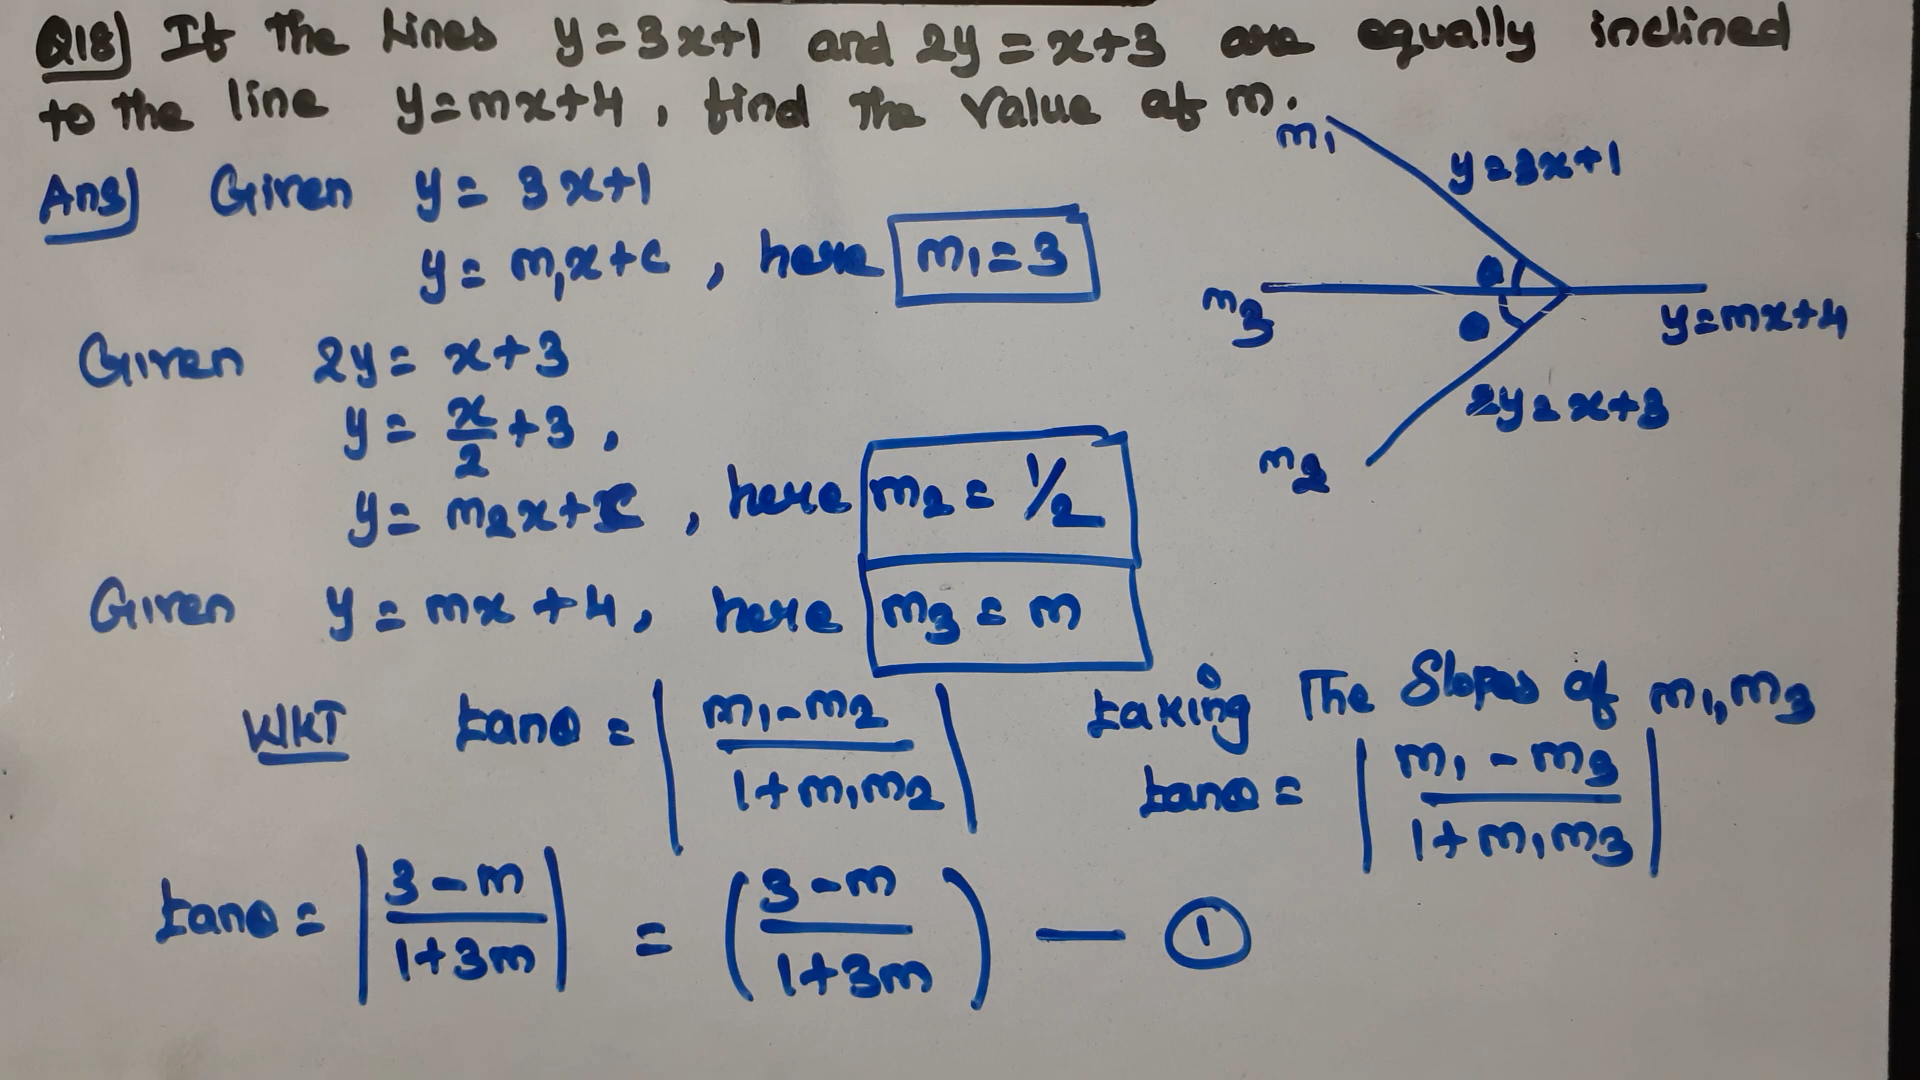 Q18) If the lines y = 3x+1 and 2y = x+3 are equally inclined
to the line y=mx+4, find the value of m.
Ans) Given y = 3x+1
y = m₁x+c, here m₁=3
Given 2y = x+3
y = x/2 +3,
y = m₂x+c, here m₂ = 1/2
Given y = mx +4, here m₃ = m
m₁
y=3x+1
θ
m₃
θ
y=mx+4
2y=x+3
m₂
WKT tanθ = |(m₁-m₂)/(1+m₁m₂)|
taking The Slopes of m₁,m₃
tanθ = |(m₁-m₃)/(1+m₁m₃)|
tanθ = |(3-m)/(1+3m)| = ((3-m)/(1+3m)) — ①